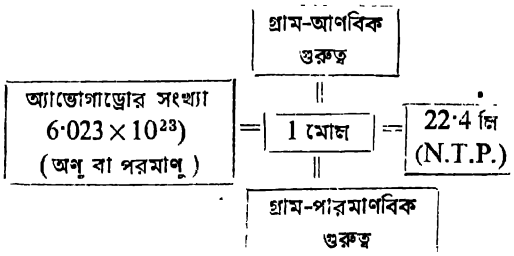 গ্রাম-আণবিক
গুরুত্ব
||
অ্যাভোগাড্রোর সংখ্যা
6·023 × 10²³)
( অণু বা পরমাণু )
= 1 মোল =
22·4 লি
(N.T.P.)
||
গ্রাম-পারমাণবিক
গুরুত্ব